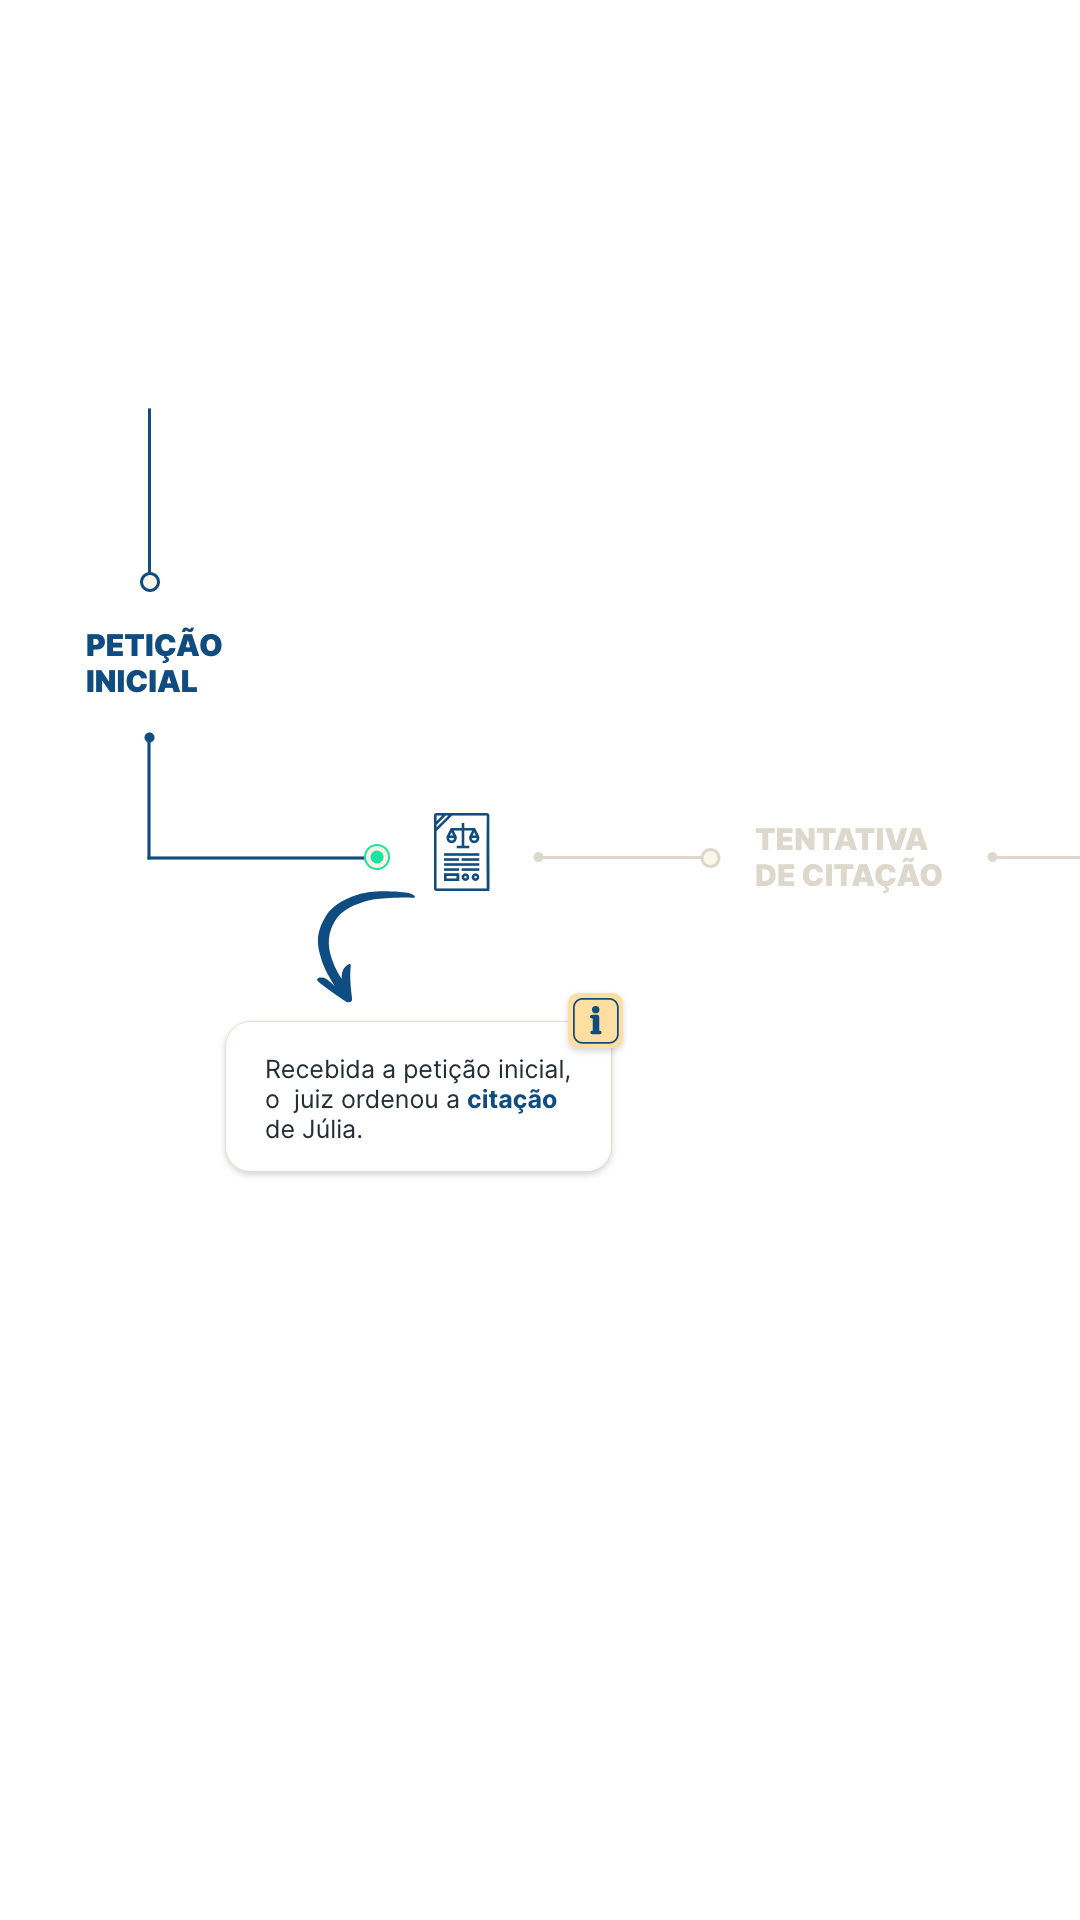 PETIÇÃO
INICIAL
TENTATIVA
DE CITAÇÃO
i
Recebida a petição inicial,
o  juiz ordenou a citação
de Júlia.